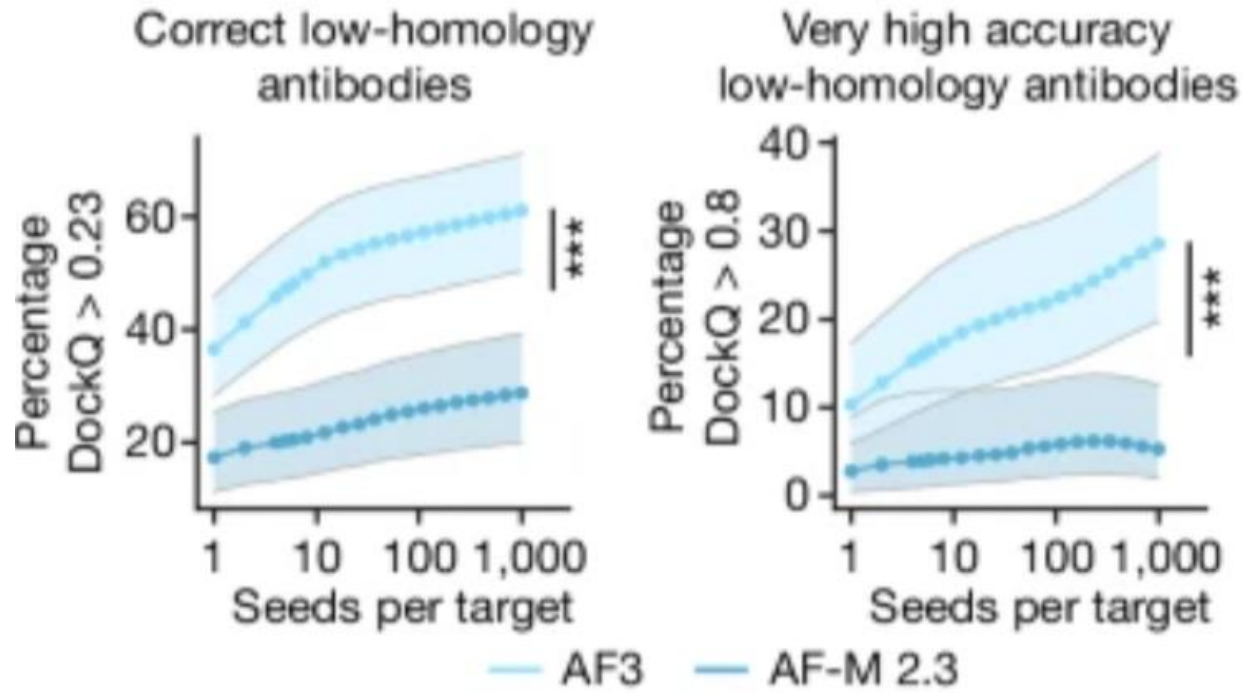 Correct low-homology
antibodies
Percentage
DockQ > 0.23
60
40
20
1 10 100 1,000
Seeds per target
***
Very high accuracy
low-homology antibodies
Percentage
DockQ > 0.8
40
30
20
10
0
1 10 100 1,000
Seeds per target
***
AF3 AF-M 2.3